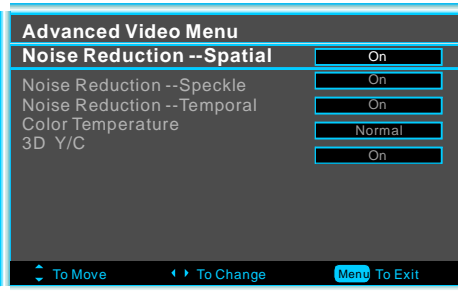 Advanced Video Menu
Noise Reduction --Spatial On
Noise Reduction --Speckle On
Noise Reduction --Temporal On
Color Temperature Normal
3D Y/C On
To Move To Change Menu To Exit